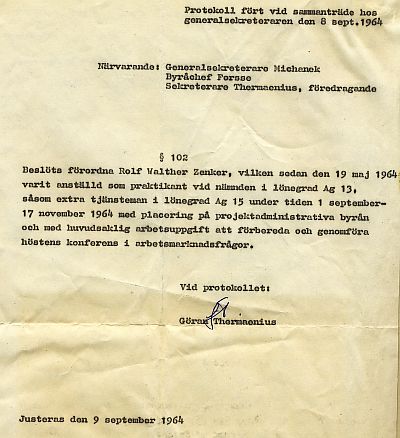 Protokoll fört vid sammanträde hos
generalsekreteraren den 8 sept.1964
Närvarande: Generalsekreterare Michanek
Byråchef Forsse
Sekreterare Thermaenius, föredragande
§ 102
Beslöts förordna Rolf Walther Zenker, vilken sedan den 19 maj 1964
varit anställd som praktikant vid nämnden i lönegrad Ag 13,
såsom extra tjänsteman i lönegrad Ag 15 under tiden 1 september-
17 november 1964 med placering på projektadministrativa byrån
och med huvudsaklig arbetsuppgift att förbereda och genomföra
höstens konferens i arbetsmarknadsfrågor.
Vid protokollet:
Göran Thermaenius
Justeras den 9 september 1964